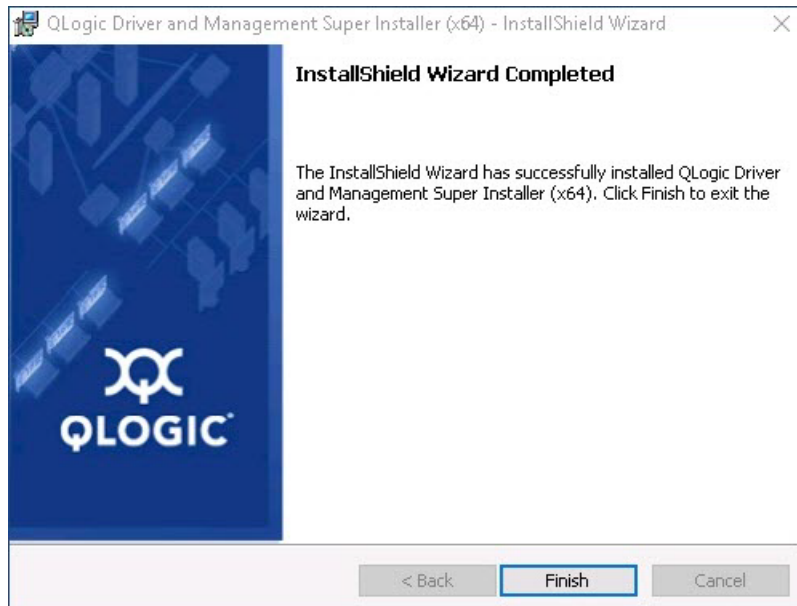 QLogic Driver and Management Super Installer (x64) - InstallShield Wizard
InstallShield Wizard Completed
The InstallShield Wizard has successfully installed QLogic Driver
and Management Super Installer (x64). Click Finish to exit the
wizard.
QLOGIC
< Back
Finish
Cancel